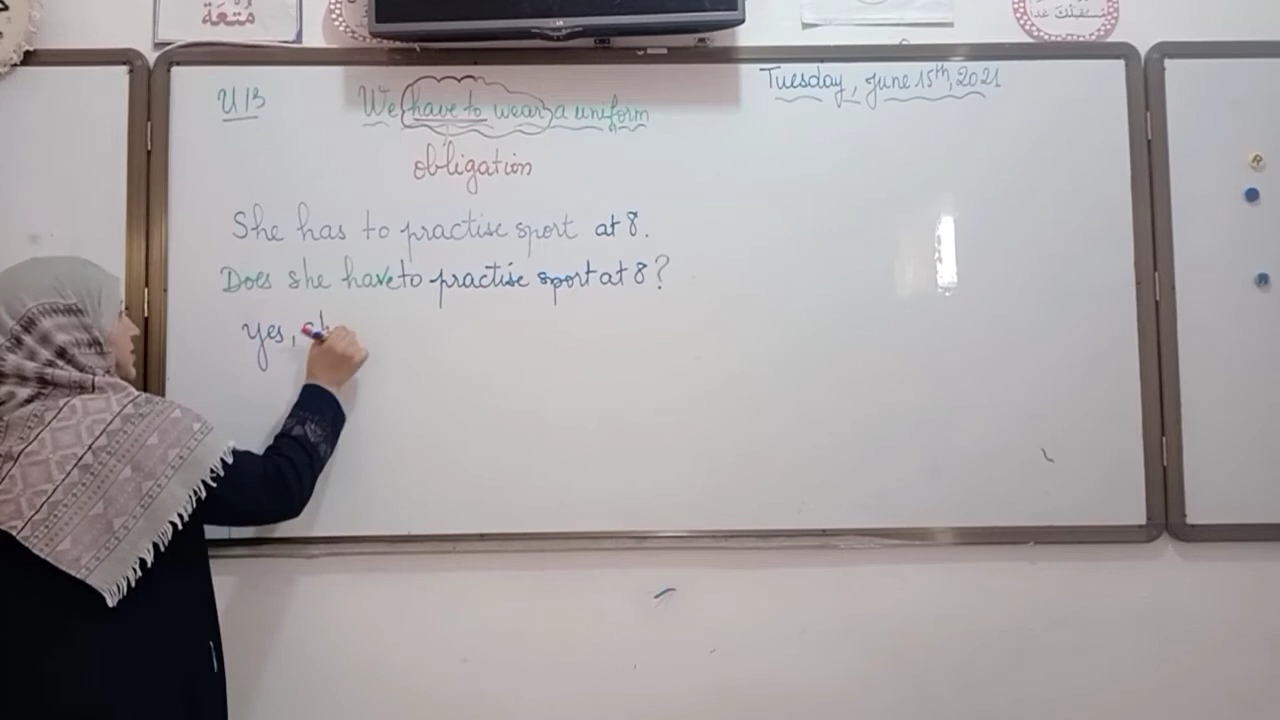 مُتْعَة
U13
We have to wear a uniform
Tuesday, June 15th, 2021
obligation
She has to practise sport at 8.
Does she have to practise sport at 8?
Yes, sh
R